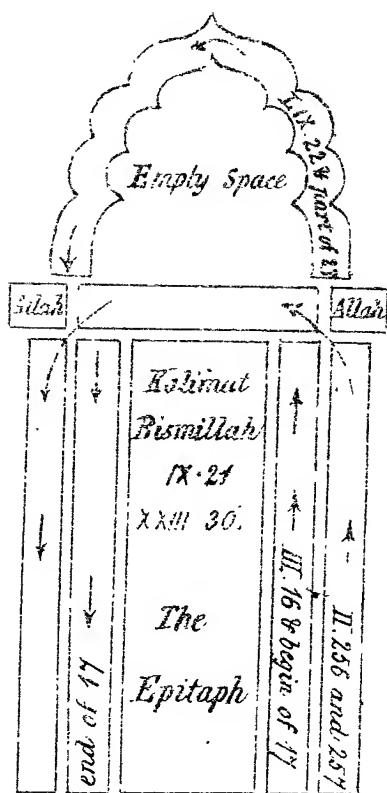 LIX. 22 & part of 23
Empty space
Allah
Allah
Kalimat
Bismillah
IX. 21
XXIII 30.
The
Epitaph
end of 17
III. 16 & begin of 17
II. 256 and 257